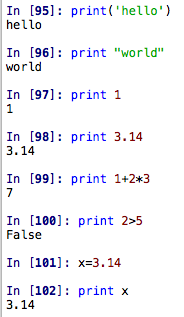 In [95]: print('hello')
hello
In [96]: print "world"
world
In [97]: print 1
1
In [98]: print 3.14
3.14
In [99]: print 1+2*3
7
In [100]: print 2>5
False
In [101]: x=3.14
In [102]: print x
3.14